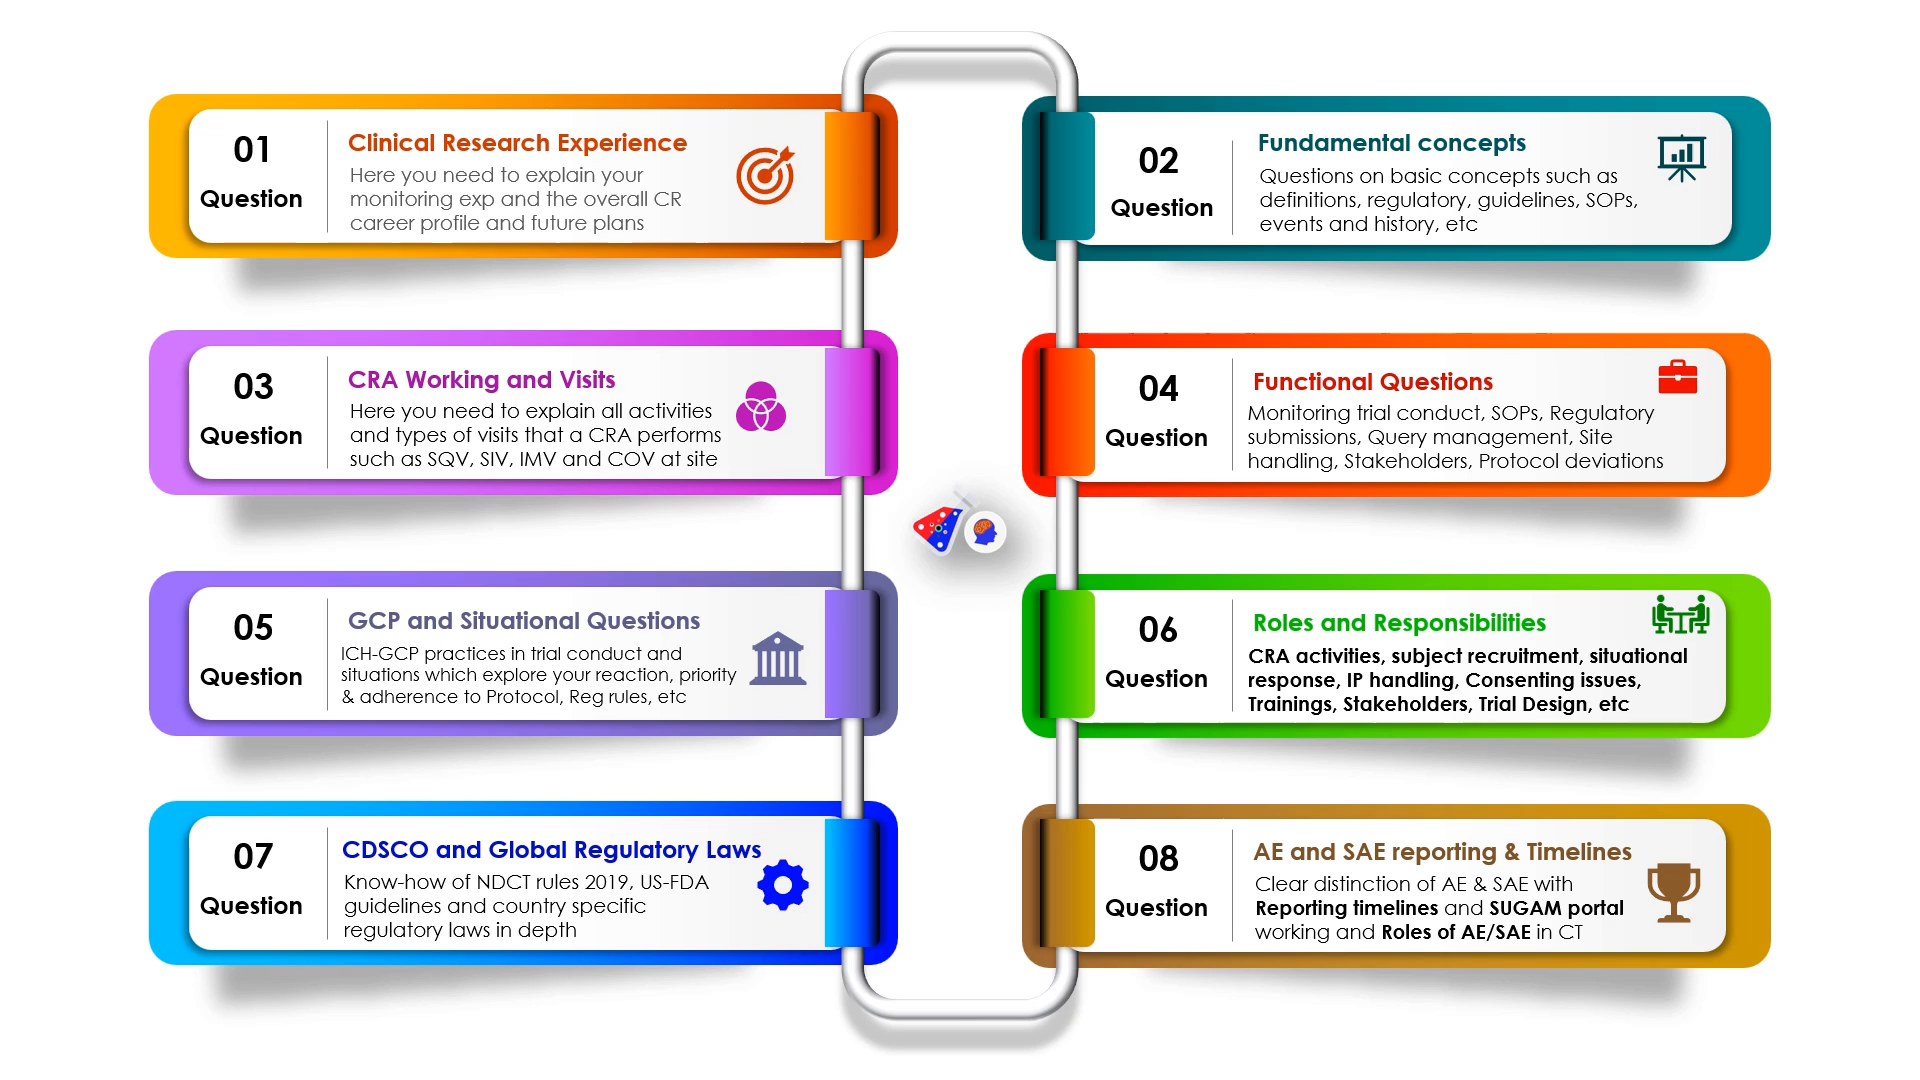 01
Question
Clinical Research Experience
Here you need to explain your
monitoring exp and the overall CR
career profile and future plans
02
Question
Fundamental concepts
Questions on basic concepts such as
definitions, regulatory, guidelines, SOPs,
events and history, etc
03
Question
CRA Working and Visits
Here you need to explain all activities
and types of visits that a CRA performs
such as SQV, SIV, IMV and COV at site
04
Question
Functional Questions
Monitoring trial conduct, SOPs, Regulatory
submissions, Query management, Site
handling, Stakeholders, Protocol deviations
05
Question
GCP and Situational Questions
ICH-GCP practices in trial conduct and
situations which explore your reaction, priority
& adherence to Protocol, Reg rules, etc
06
Question
Roles and Responsibilities
CRA activities, subject recruitment, situational
response, IP handling, Consenting issues,
Trainings, Stakeholders, Trial Design, etc
07
Question
CDSCO and Global Regulatory Laws
Know-how of NDCT rules 2019, US-FDA
guidelines and country specific
regulatory laws in depth
08
Question
AE and SAE reporting & Timelines
Clear distinction of AE & SAE with
Reporting timelines and SUGAM portal
working and Roles of AE/SAE in CT